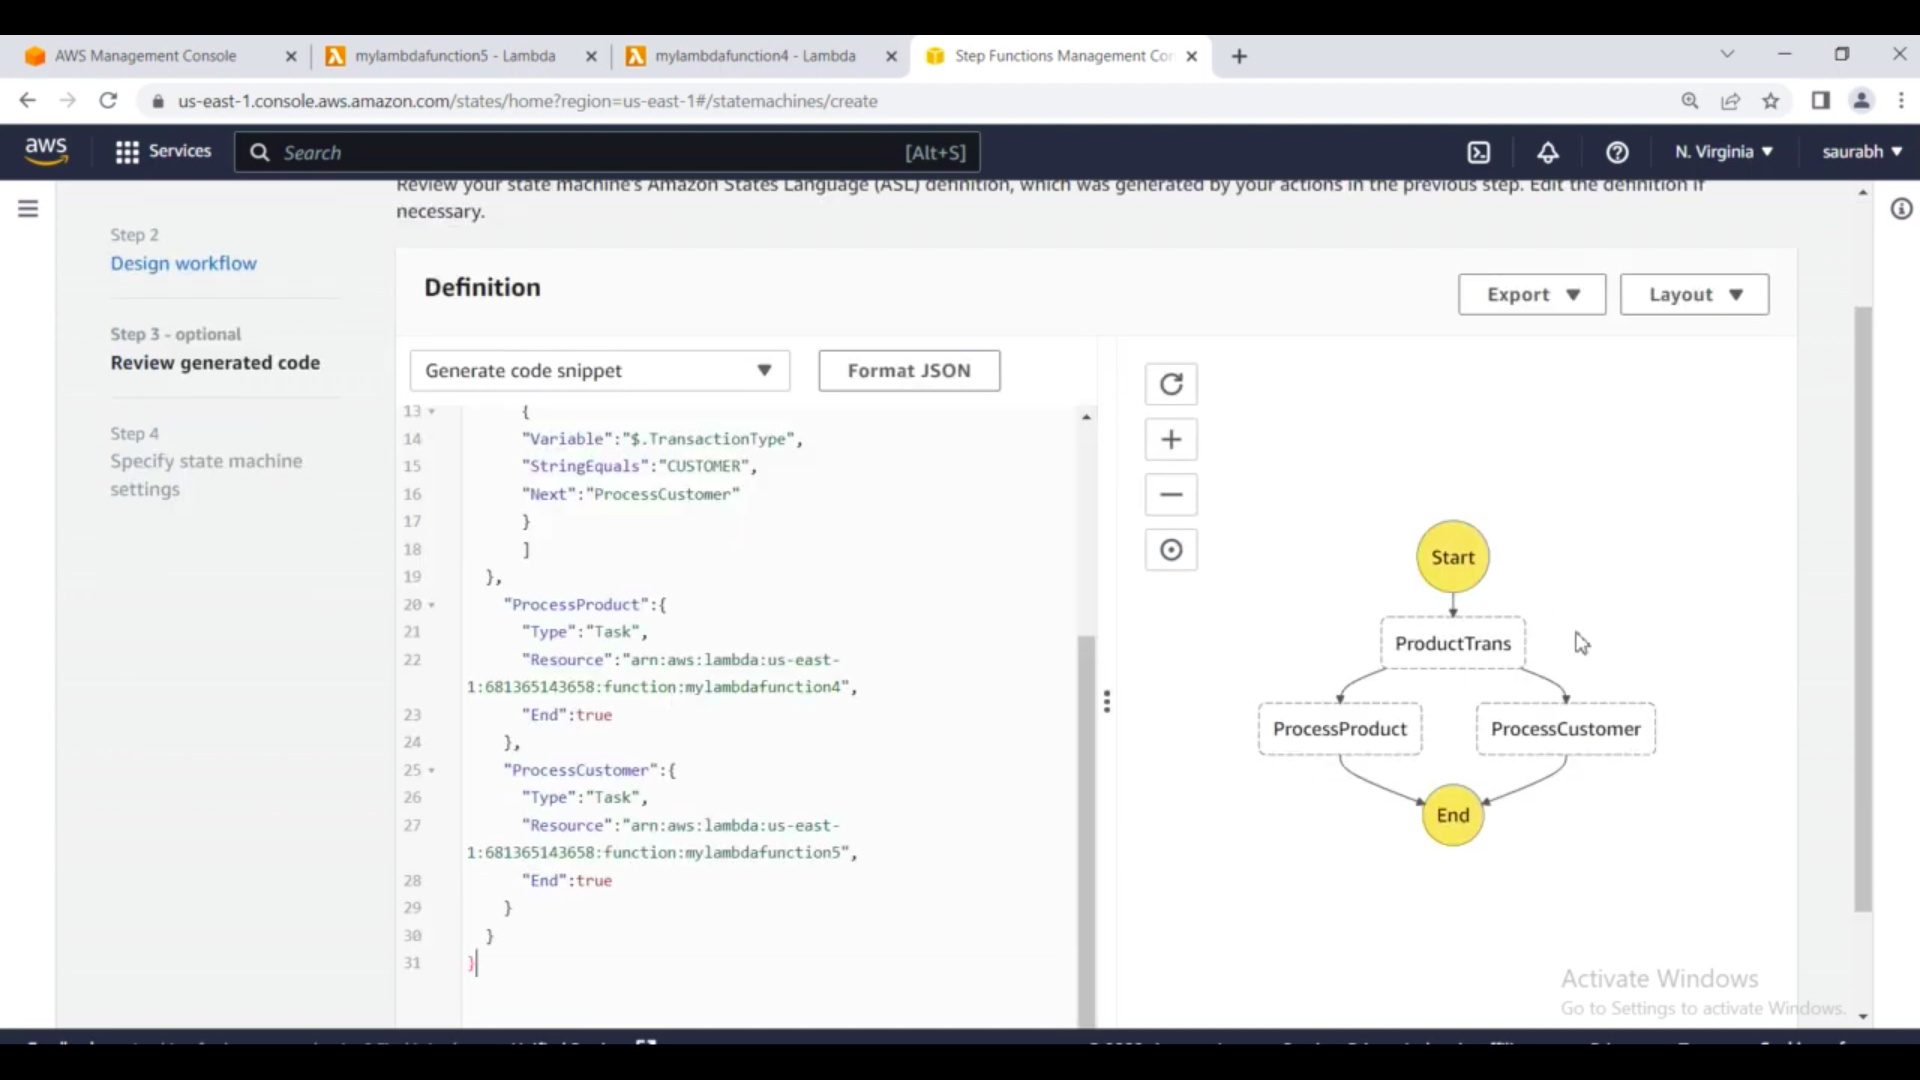 AWS Management Console
mylambdafunction5 - Lambda
mylambdafunction4 - Lambda
Step Functions Management Con
us-east-1.console.aws.amazon.com/states/home?region=us-east-1#/statemachines/create
aws
Services
Search
[Alt+S]
N. Virginia
saurabh
Review your state machine's Amazon States Language (ASL) definition, which was generated by your actions in the previous step. Edit the definition if
necessary.
Step 2
Design workflow
Step 3 - optional
Review generated code
Step 4
Specify state machine
settings
Definition
Export
Layout
Generate code snippet
Format JSON
13 {
14 "Variable":"$.TransactionType",
15 "StringEquals":"CUSTOMER",
16 "Next":"ProcessCustomer"
17 }
18 ]
19 },
20 "ProcessProduct":{
21 "Type":"Task",
22 "Resource":"arn:aws:lambda:us-east-
1:681365143658:function:mylambdafunction4",
23 "End":true
24 },
25 "ProcessCustomer":{
26 "Type":"Task",
27 "Resource":"arn:aws:lambda:us-east-
1:681365143658:function:mylambdafunction5",
28 "End":true
29 }
30 }
31 }
Start
ProductTrans
ProcessProduct
ProcessCustomer
End
Activate Windows
Go to Settings to activate Windows.